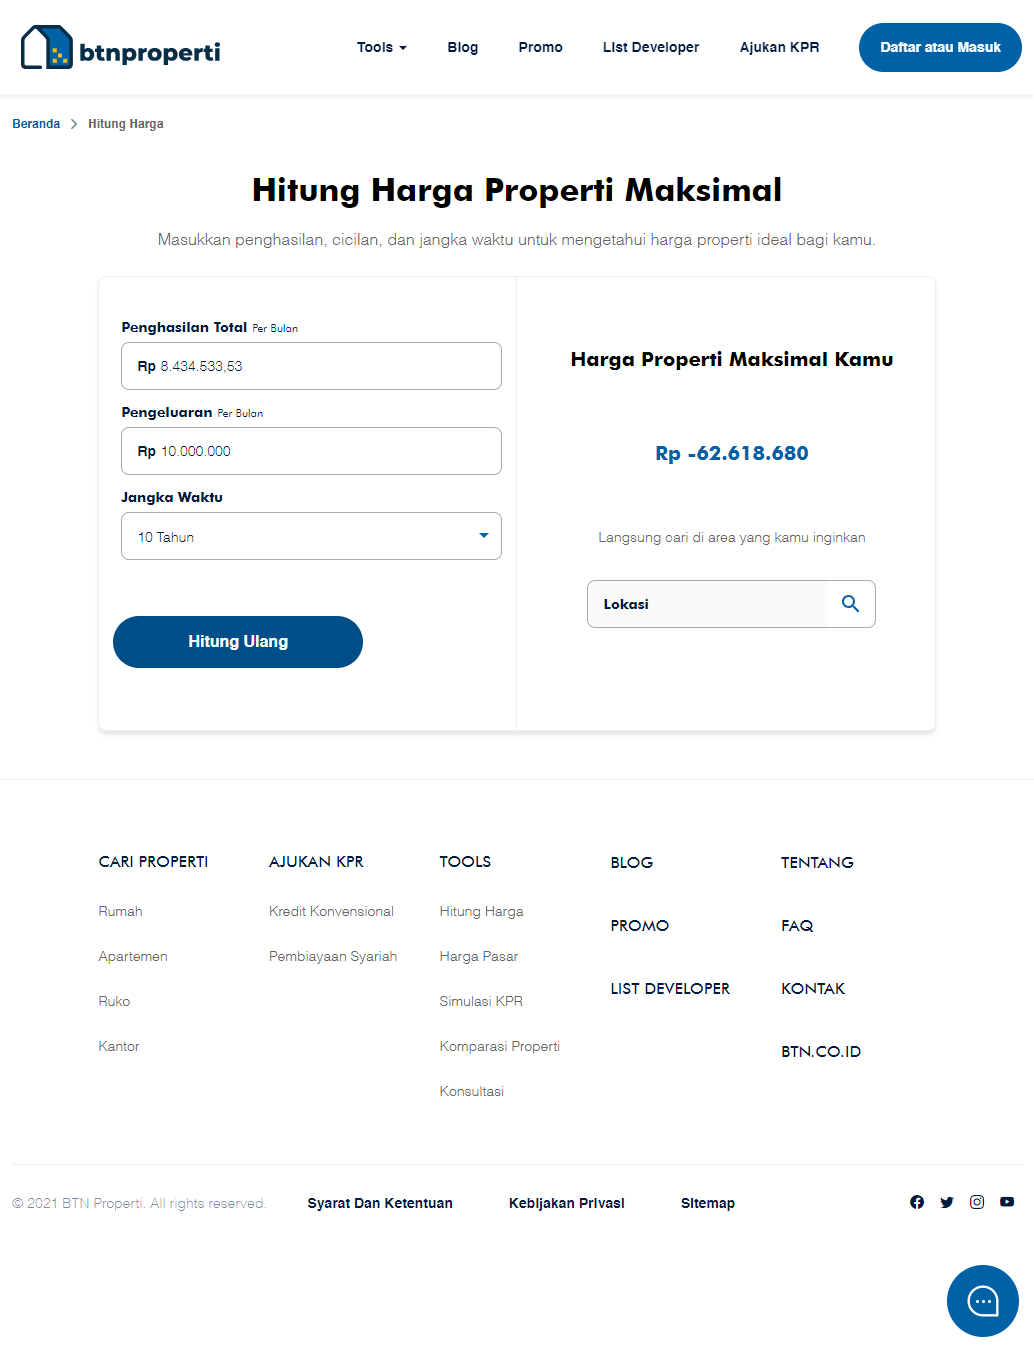 btnproperti
Tools
Blog
Promo
List Developer
Ajukan KPR
Daftar atau Masuk
Beranda
Hitung Harga
Hitung Harga Properti Maksimal
Masukkan penghasilan, cicilan, dan jangka waktu untuk mengetahui harga properti ideal bagi kamu.
Penghasilan Total Per Bulan
Rp 8.434.533,53
Pengeluaran Per Bulan
Rp 10.000.000
Jangka Waktu
10 Tahun
Hitung Ulang
Harga Properti Maksimal Kamu
Rp -62.618.680
Langsung cari di area yang kamu inginkan
Lokasi
CARI PROPERTI
Rumah
Apartemen
Ruko
Kantor
AJUKAN KPR
Kredit Konvensional
Pembiayaan Syariah
TOOLS
Hitung Harga
Harga Pasar
Simulasi KPR
Komparasi Properti
Konsultasi
BLOG
PROMO
LIST DEVELOPER
TENTANG
FAQ
KONTAK
BTN.CO.ID
© 2021 BTN Properti. All rights reserved.
Syarat Dan Ketentuan
Kebijakan Privasi
Sitemap